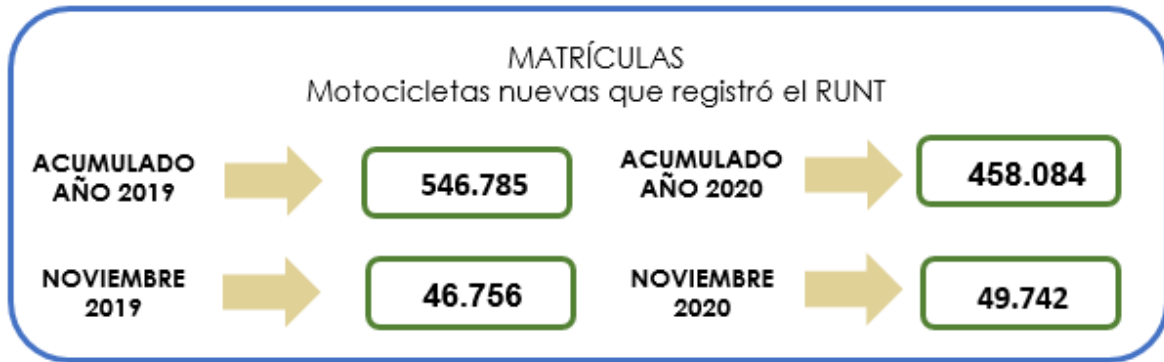 MATRÍCULAS
Motocicletas nuevas que registró el RUNT
ACUMULADO
AÑO 2019
546.785
ACUMULADO
AÑO 2020
458.084
NOVIEMBRE
2019
46.756
NOVIEMBRE
2020
49.742